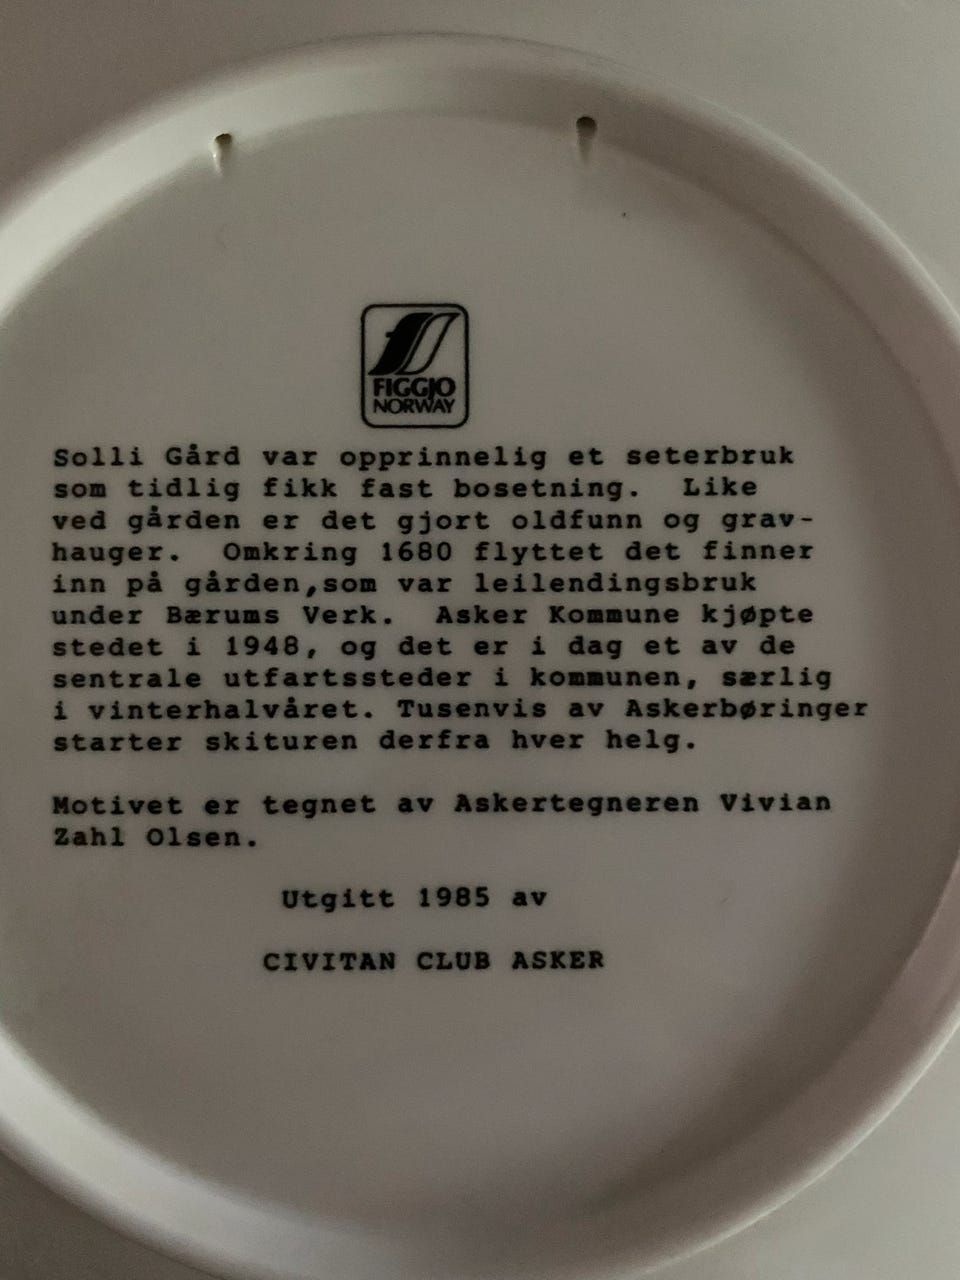 FIGGJO
NORWAY
Solli Gård var opprinnelig et seterbruk
som tidlig fikk fast bosetning. Like
ved gården er det gjort oldfunn og grav-
hauger. Omkring 1680 flyttet det finner
inn på gården,som var leilendingsbruk
under Bærums Verk. Asker Kommune kjøpte
stedet i 1948, og det er i dag et av de
sentrale utfartssteder i kommunen, særlig
i vinterhalvåret. Tusenvis av Askerbøringer
starter skituren derfra hver helg.
Motivet er tegnet av Askertegneren Vivian
Zahl Olsen.
Utgitt 1985 av
CIVITAN CLUB ASKER